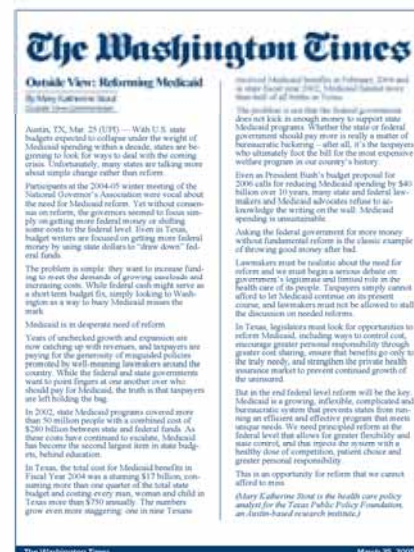 The Washington Times
Outside View: Reforming Medicaid
By Mary Katherine Stout
Austin, TX, Mar. 25 (UPI) — With U.S. state
budgets expected to collapse under the weight of
Medicaid spending within a decade, states are be-
ginning to look for ways to deal with the coming
crises. Unfortunately, many states are talking more
about simple change rather than reform.
Participants at the 2004-05 winter meeting of the
National Governor's Association were vocal about
the need for Medicaid reform. Yet without consen-
sus on reform, the governors seemed to focus sim-
ply on getting more federal money or shifting
some costs to the federal level. Even in Texas,
budget writers are focused on getting more federal
money by using state dollars to "draw down" fed-
eral funds.
The problem is simple: they want to increase fund-
ing to meet the demands of growing caseloads and
increasing costs. While federal cash might serve as
a short term budget fix, simply looking to Wash-
ington as a way to buoy Medicaid misses the
mark.
Medicaid is in desperate need of reform.
Years of unchecked growth and expansion are
now catching up with revenues, and taxpayers are
paying for the generosity of misguided policies
promoted by well-meaning lawmakers around the
country. While the federal and state governments
want to point fingers at one another over who
should pay for Medicaid, the truth is that taxpayers
are left holding the bag.
In 2002, state Medicaid programs covered more
than 50 million people with a combined cost of
$280 billion between state and federal funds. As
these costs have continued to escalate, Medicaid
has become the second largest item in state budg-
ets, behind education.
In Texas, the total cost for Medicaid benefits in
Fiscal Year 2004 was a stunning $17 billion, con-
suming more than one quarter of the total state
budget and costing every man, woman and child in
Texas more than $750 annually. The numbers
grow even more staggering: one in nine Texans
received Medicaid benefits in February 2004 and
in state fiscal year 2002, Medicaid funded more
than half of all births in Texas.
The problem is not that the federal government
does not kick in enough money to support state
Medicaid programs. Whether the state or federal
government should pay more is really a matter of
bureaucratic bickering – after all, it's the taxpayers
who ultimately foot the bill for the most expensive
welfare program in our country's history.
Even as President Bush's budget proposal for
2006 calls for reducing Medicaid spending by $40
billion over 10 years, many state and federal law-
makers and Medicaid advocates refuse to ac-
knowledge the writing on the wall: Medicaid
spending is unsustainable.
Asking the federal government for more money
without fundamental reform is the classic example
of throwing good money after bad.
Lawmakers must be realistic about the need for
reform and we must begin a serious debate on
government's legitimate and limited role in the
health care of its people. Taxpayers simply cannot
afford to let Medicaid continue on its present
course, and lawmakers must not be allowed to stall
the discussion on needed reforms.
In Texas, legislators must look for opportunities to
reform Medicaid, including ways to control cost,
encourage greater personal responsibility through
greater cost sharing, ensure that benefits go only to
the truly needy, and strengthen the private health
insurance market to prevent continued growth of
the uninsured.
But in the end federal level reform will be the key.
Medicaid is a growing, inflexible, complicated and
bureaucratic system that prevents states from run-
ning an efficient and effective program that meets
unique needs. We need principled reform at the
federal level that allows for greater flexibility and
state control, and that injects the system with a
healthy dose of competition, patient choice and
greater personal responsibility.
This is an opportunity for reform that we cannot
afford to miss.
(Mary Katherine Stout is the health care policy
analyst for the Texas Public Policy Foundation,
an Austin-based research institute.)
The Washington Times
March 25, 2005